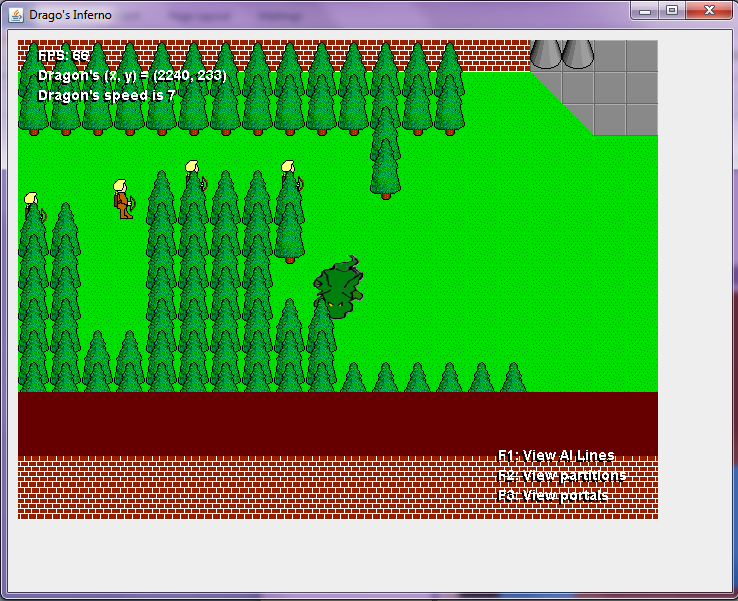 Drago's Inferno
FPS: 66
Dragon's (x, y) = (2240, 233)
Dragon's speed is 7
F1: View AI Lines
F2: View partitions
F3: View portals